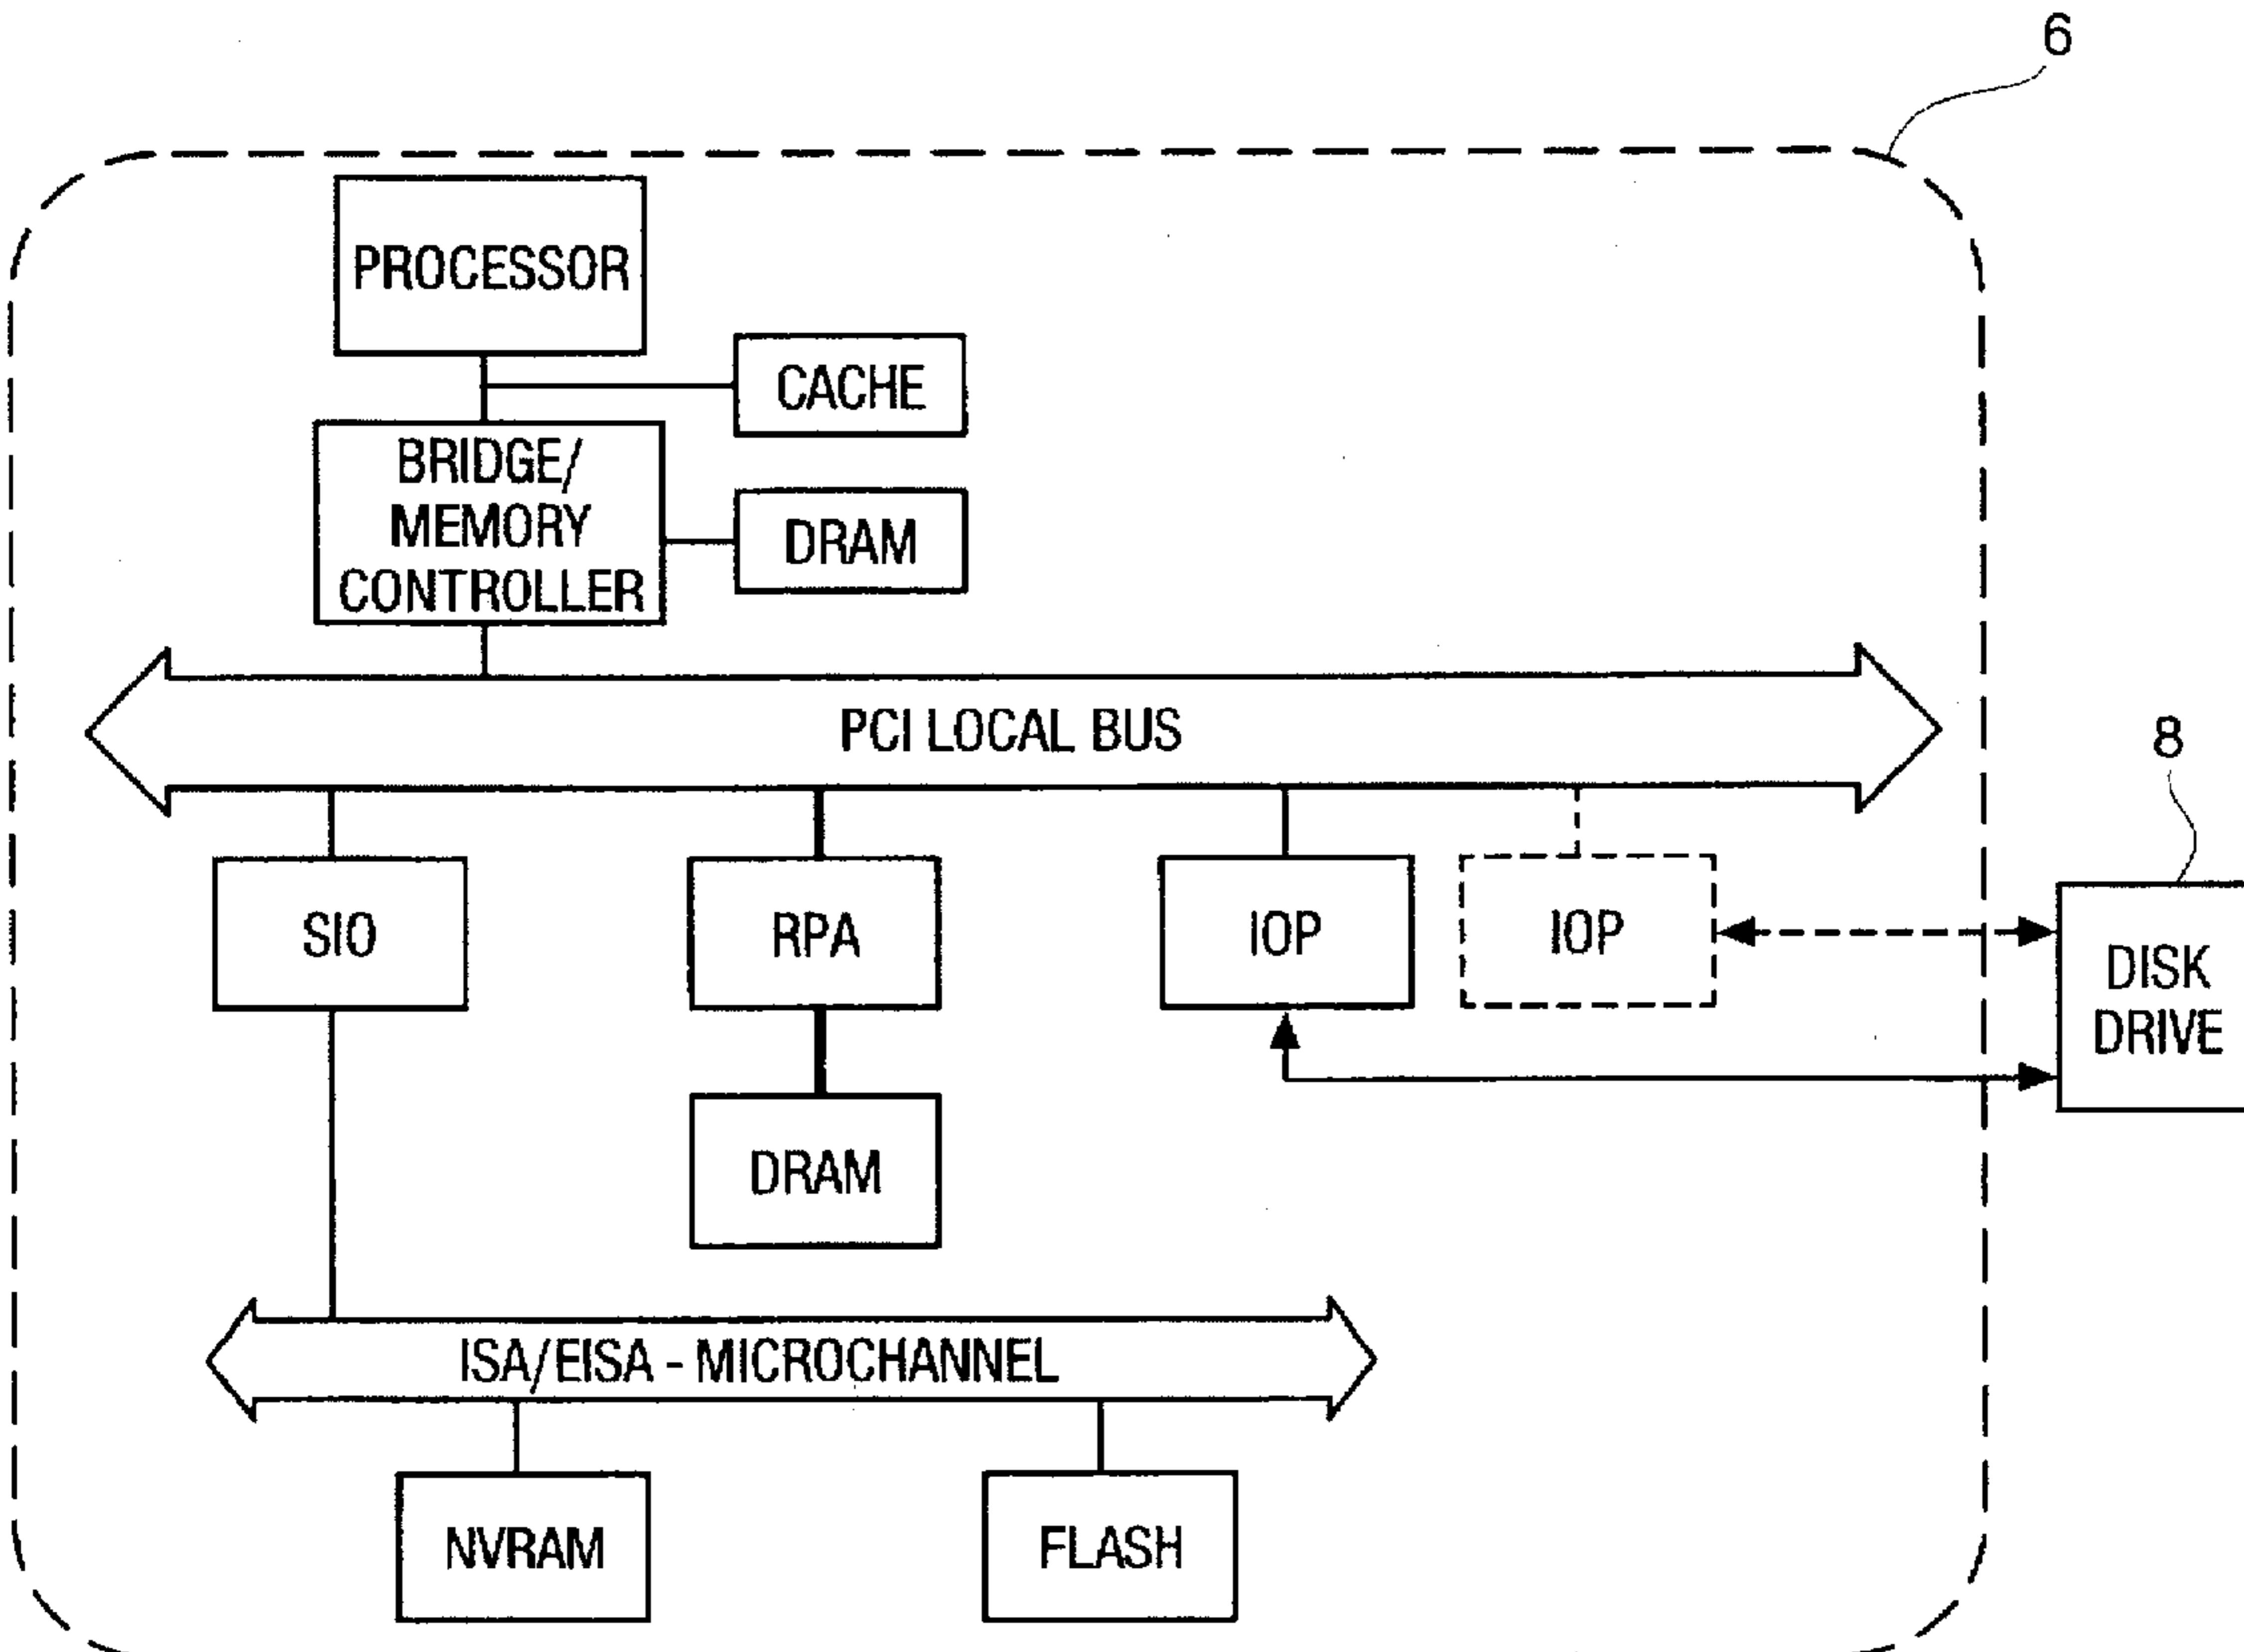 6
PROCESSOR
CACHE
BRIDGE/
MEMORY
CONTROLLER
DRAM
PCI LOCAL BUS
8
SIO
RPA
IOP
IOP
DISK
DRIVE
DRAM
ISA/EISA - MICROCHANNEL
NVRAM
FLASH